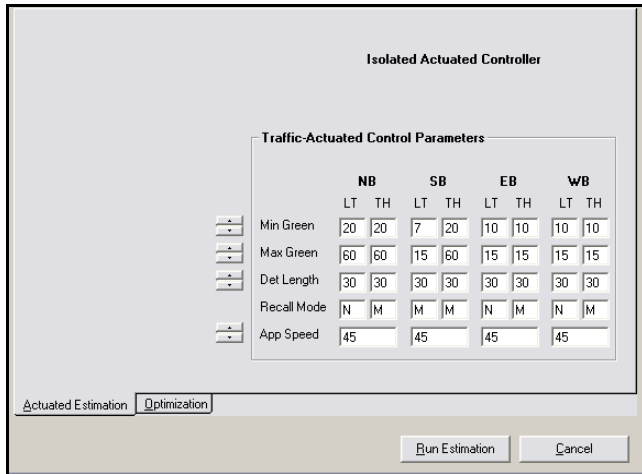 Isolated Actuated Controller
Traffic-Actuated Control Parameters
NB SB EB WB
LT TH LT TH LT TH LT TH
Min Green 20 20 7 20 10 10 10 10
Max Green 60 60 15 60 15 15 15 15
Det Length 30 30 30 30 30 30 30 30
Recall Mode N M M M N M N M
App Speed 45 45 45 45
Actuated Estimation Optimization
Run Estimation Cancel